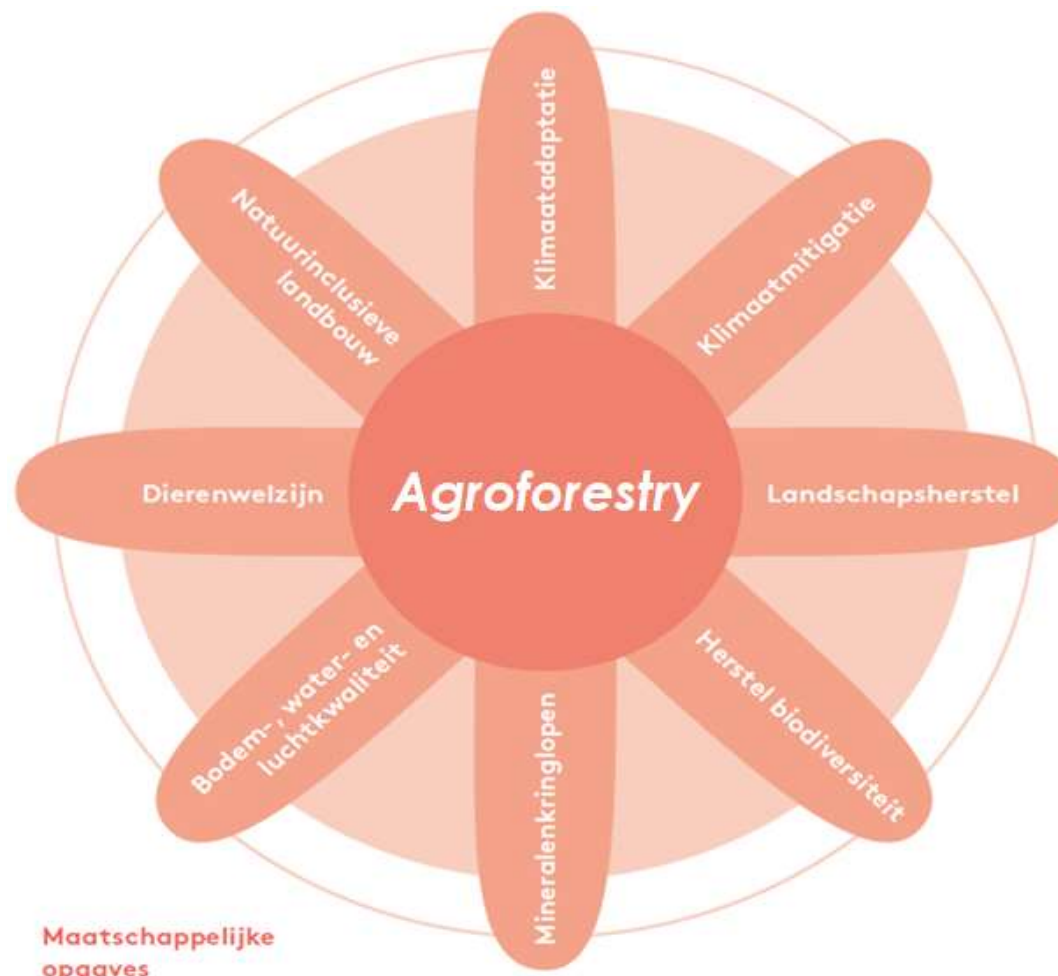 Klimaatadaptatie
Klimaatmitigatie
Landschapsherstel
Herstel biodiversiteit
Mineralenkringlopen
Bodem-, water- en
luchtkwaliteit
Dierenwelzijn
Natuurinclusieve
landbouw
Agroforestry
Maatschappelijke
opgaves